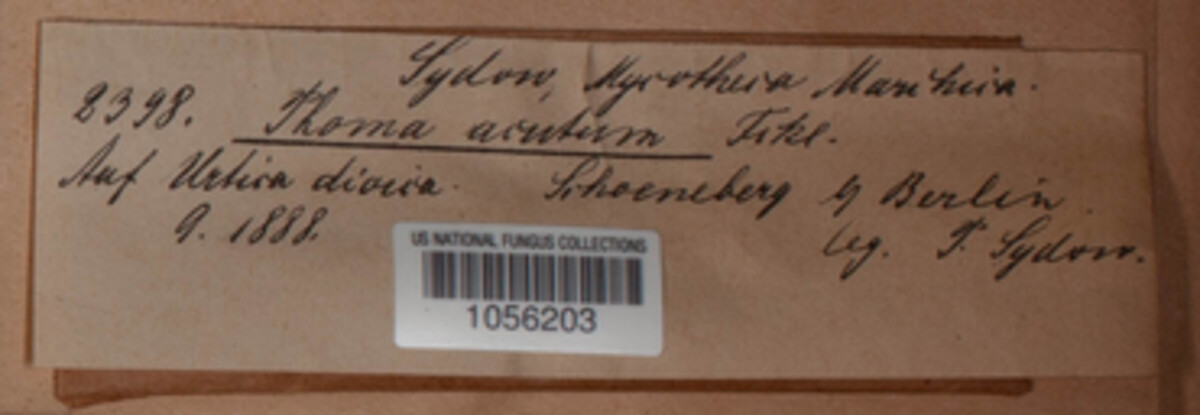 Sydow, Mycotheca Marchica.
2398. Phoma acutum Fckl.
Auf Urtica dioica. Schoeneberg b/ Berlin.
9. 1888. leg. P. Sydow.
US NATIONAL FUNGUS COLLECTIONS
1056203